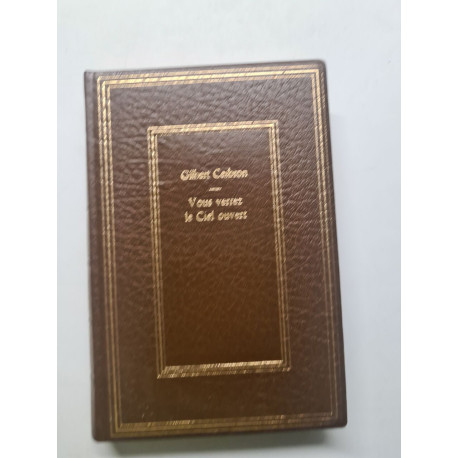 Gilbert Cesbron
Vous verrez
le Ciel ouvert